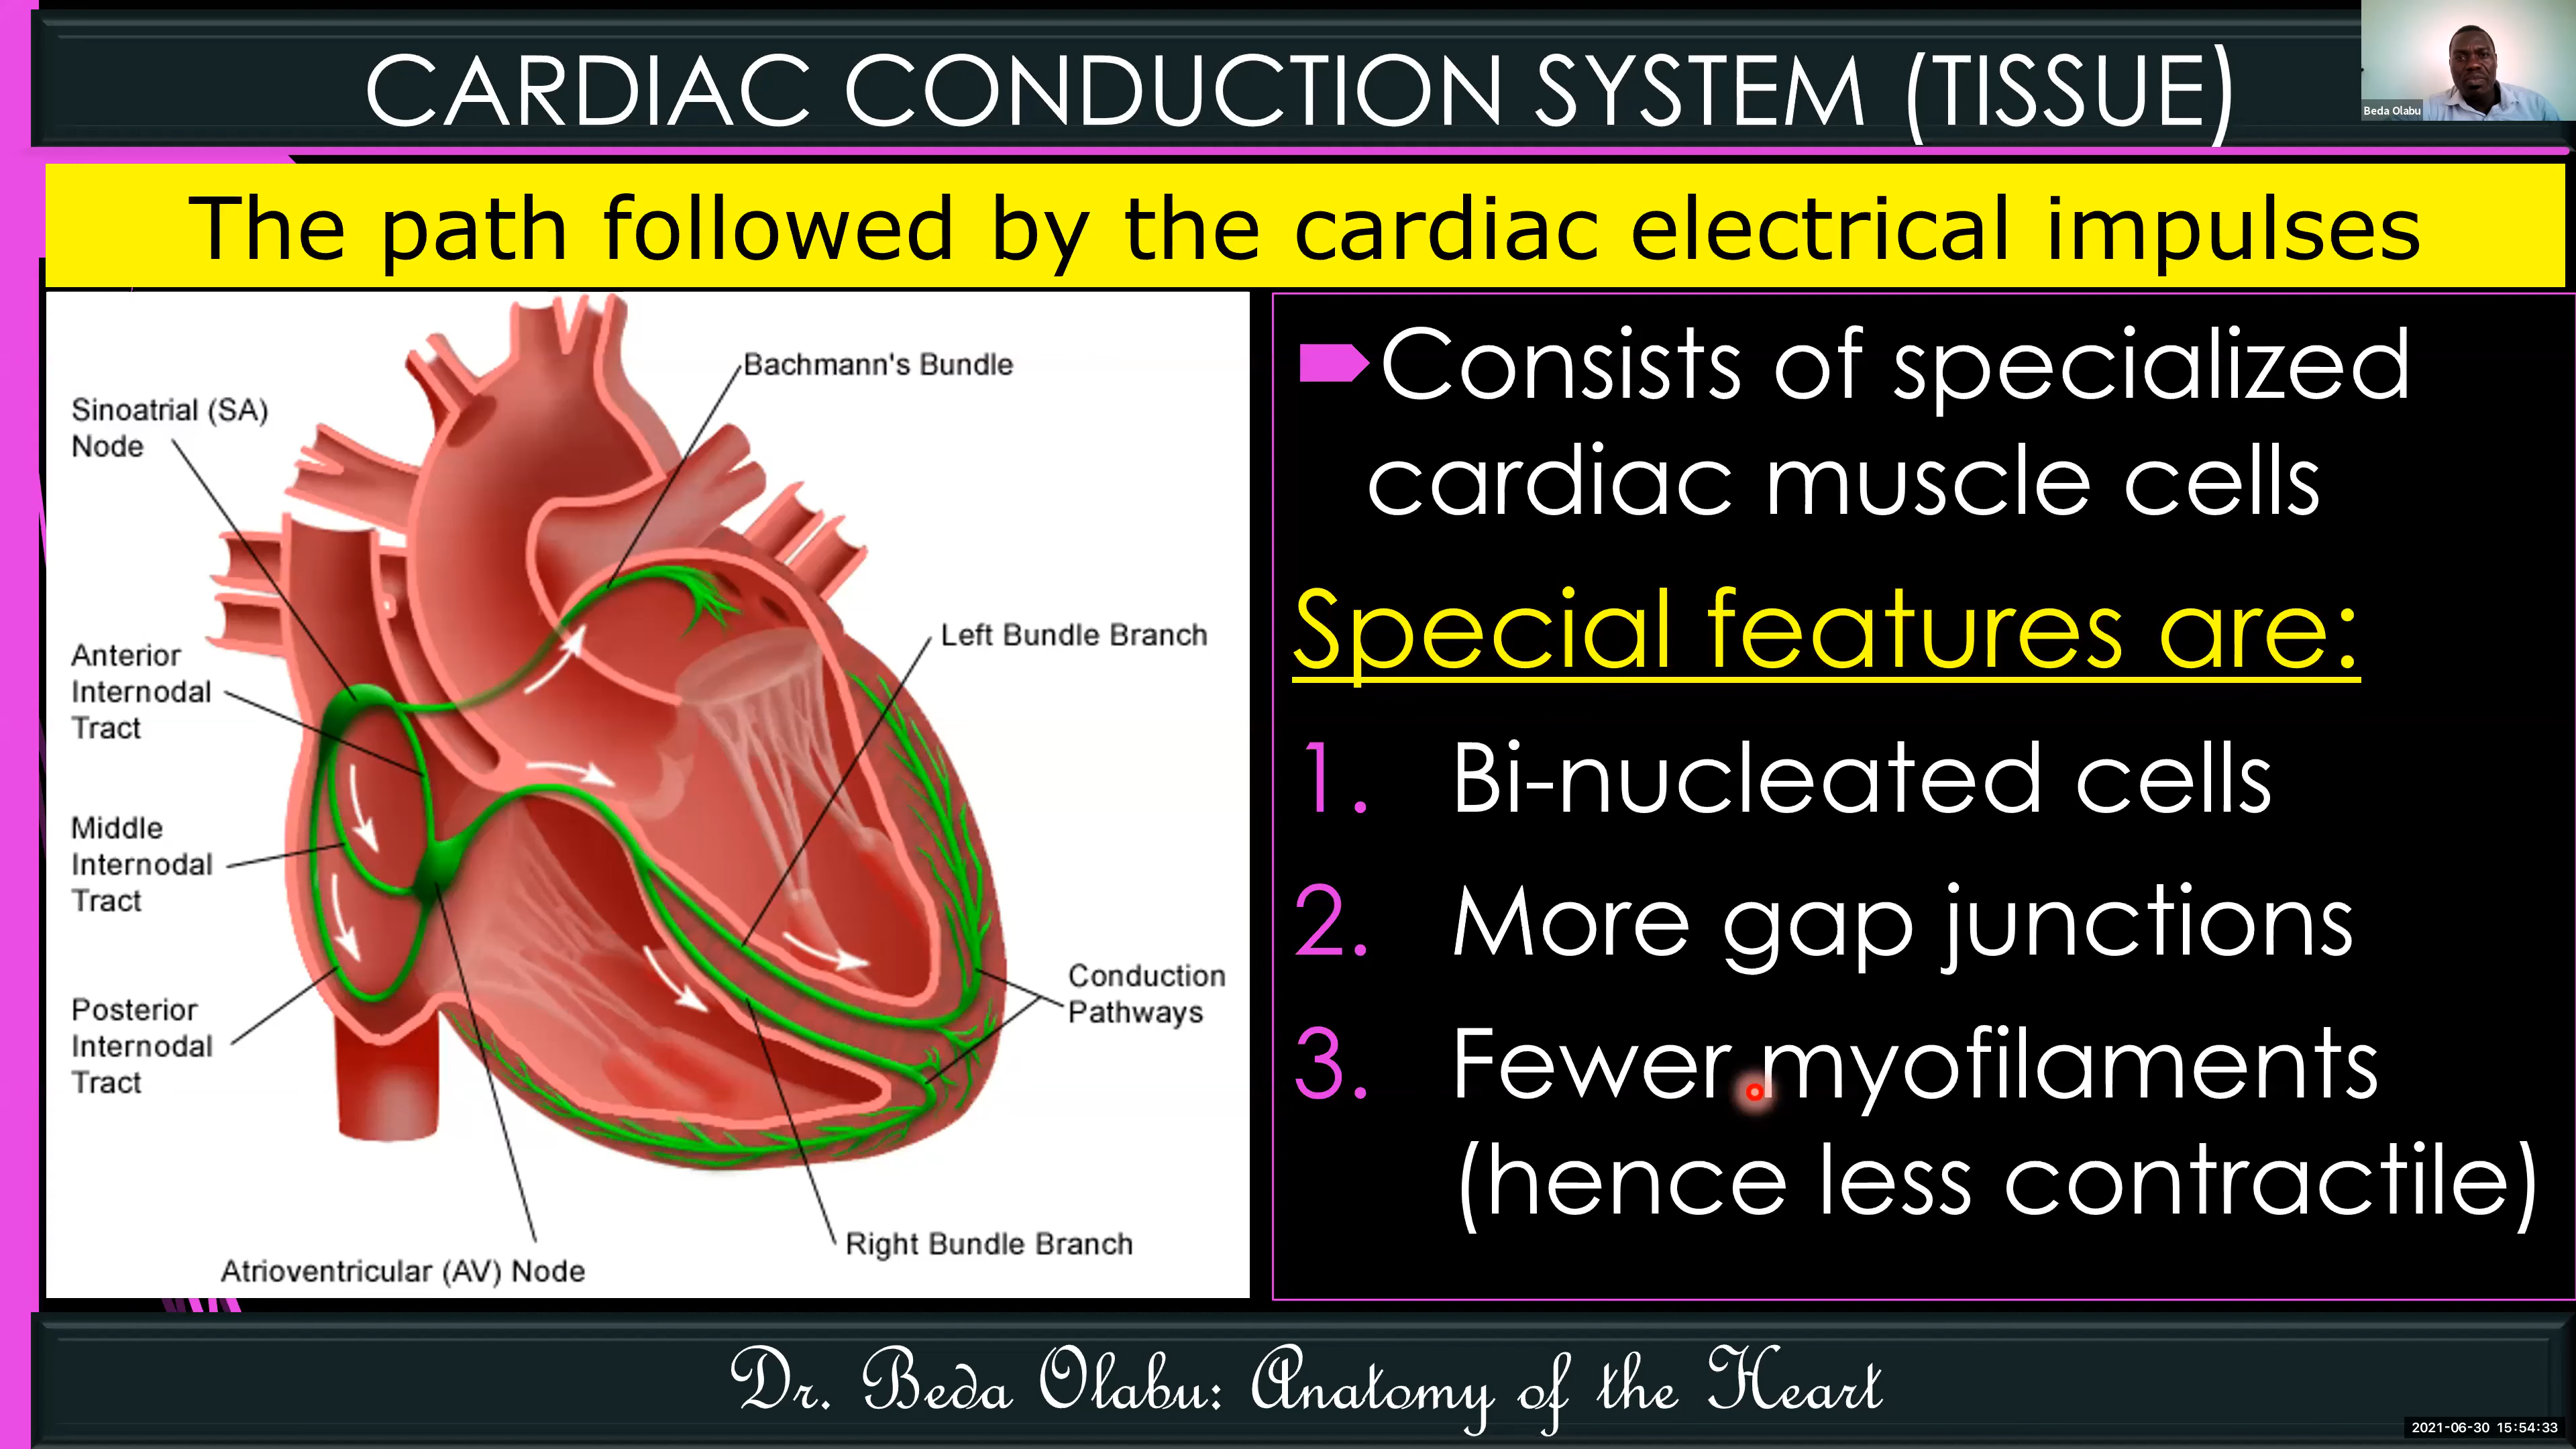 CARDIAC CONDUCTION SYSTEM (TISSUE)
Beda Olabu
The path followed by the cardiac electrical impulses
Bachmann's Bundle
Sinoatrial (SA)
Node
Left Bundle Branch
Anterior
Internodal
Tract
Middle
Internodal
Tract
Conduction
Pathways
Posterior
Internodal
Tract
Right Bundle Branch
Atrioventricular (AV) Node
Consists of specialized
cardiac muscle cells
Special features are:
1. Bi-nucleated cells
2. More gap junctions
3. Fewer myofilaments
(hence less contractile)
Dr. Beda Olabu: Anatomy of the Heart
2021-06-30 15:54:33